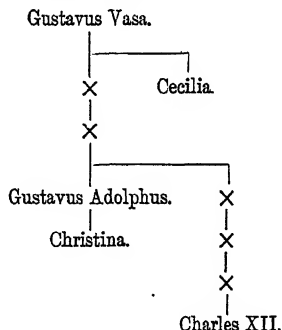 Gustavus Vasa.
× Cecilia.
×
Gustavus Adolphus. ×
Christina. ×
×
Charles XII.